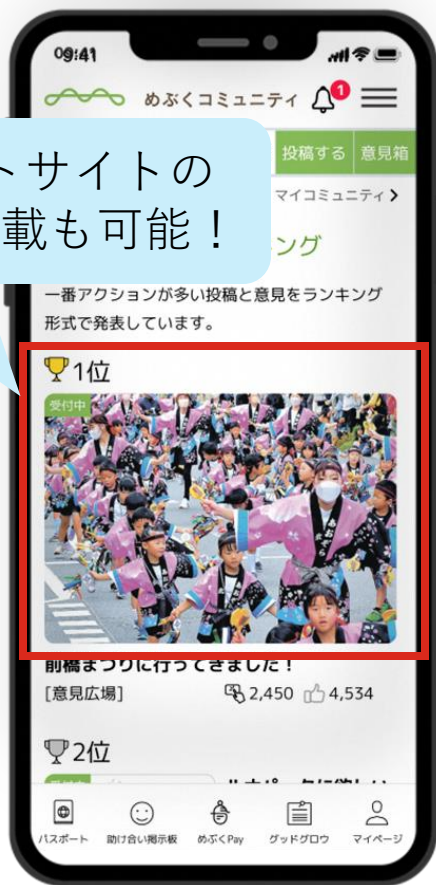 09:41
めぶくコミュニティ
1
投稿する 意見箱
トサイトの
載も可能！
マイコミュニティ
ング
一番アクションが多い投稿と意見をランキング
形式で発表しています。
1位
受付中
前橋まつりに行ってきました！
[意見広場] 2,450 4,534
2位
パスポート 助け合い掲示板 めぶくPay グッドグロウ マイページ